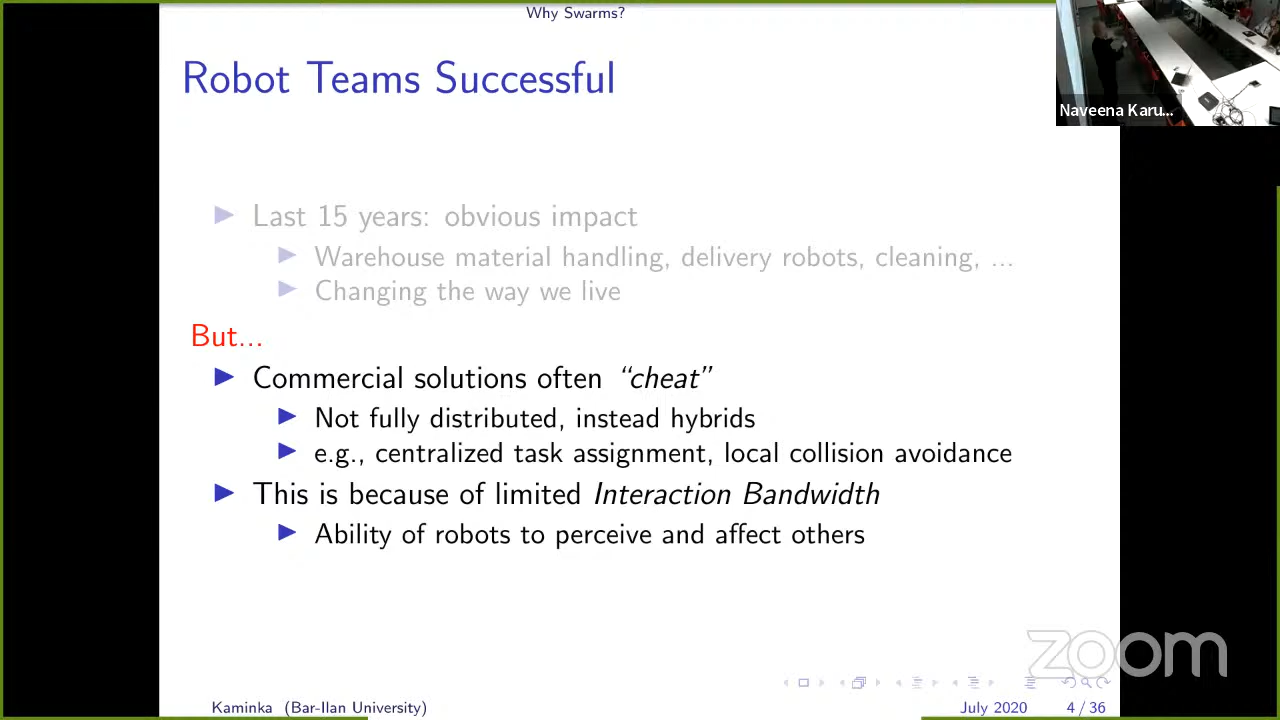 Why Swarms?
Robot Teams Successful
Naveena Karu...
Last 15 years: obvious impact
Warehouse material handling, delivery robots, cleaning, ...
Changing the way we live
But...
Commercial solutions often “cheat”
Not fully distributed, instead hybrids
e.g., centralized task assignment, local collision avoidance
This is because of limited Interaction Bandwidth
Ability of robots to perceive and affect others
zoom
Kaminka (Bar-Ilan University)
July 2020
4 / 36